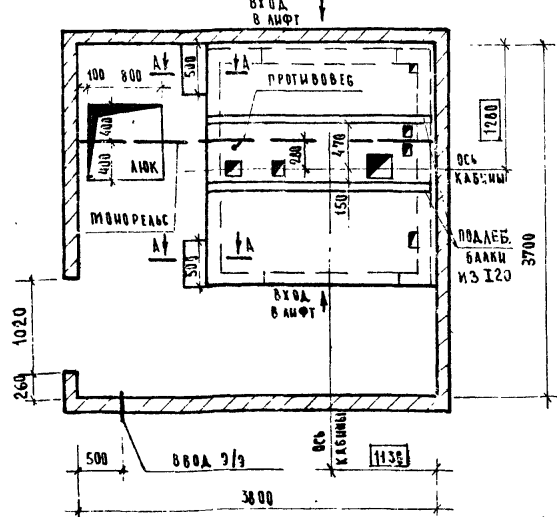 ВХОД
В ЛИФТ
А
А
100 800
500
ПРОТИВОВЕС
1280
400
400
280
470
ЛЮК
ОСЬ
КАБИНЫ
МОНОРЕЛЬС
150
3700
ПОДЛЕБ.
БАЛКИ
ИЗ I20
А
А
500
ВХОД
В ЛИФТ
1020
260
ОСЬ
КАБИНЫ
500
ВВОД Э/Э
1130
3800